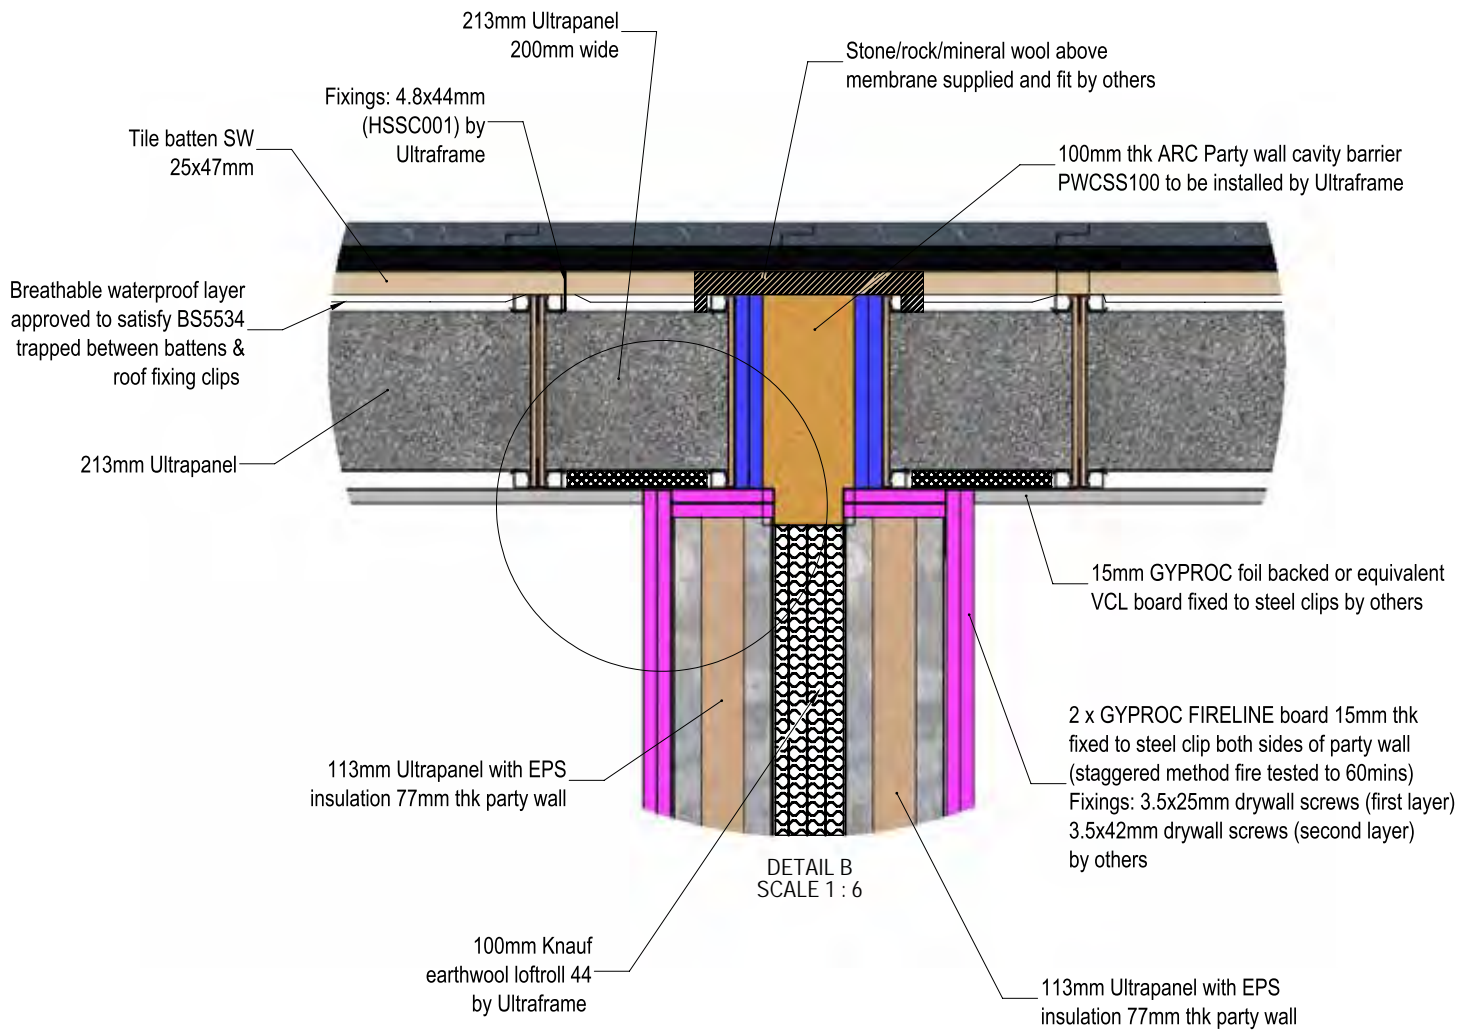 213mm Ultrapanel
200mm wide
Stone/rock/mineral wool above
membrane supplied and fit by others
Fixings: 4.8x44mm
(HSSC001) by
Ultraframe
Tile batten SW
25x47mm
100mm thk ARC Party wall cavity barrier
PWCSS100 to be installed by Ultraframe
Breathable waterproof layer
approved to satisfy BS5534
trapped between battens &
roof fixing clips
213mm Ultrapanel
15mm GYPROC foil backed or equivalent
VCL board fixed to steel clips by others
2 x GYPROC FIRELINE board 15mm thk
fixed to steel clip both sides of party wall
(staggered method fire tested to 60mins)
Fixings: 3.5x25mm drywall screws (first layer)
3.5x42mm drywall screws (second layer)
by others
113mm Ultrapanel with EPS
insulation 77mm thk party wall
DETAIL B
SCALE 1 : 6
100mm Knauf
earthwool loftroll 44
by Ultraframe
113mm Ultrapanel with EPS
insulation 77mm thk party wall